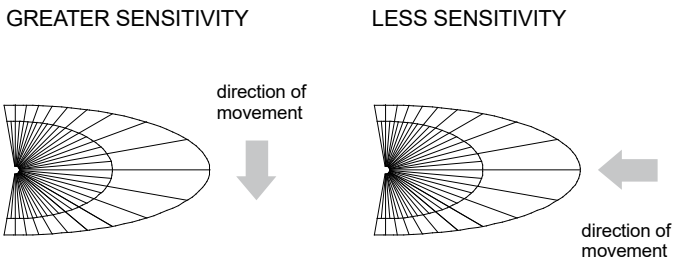 GREATER SENSITIVITY
LESS SENSITIVITY
direction of
movement
direction of
movement